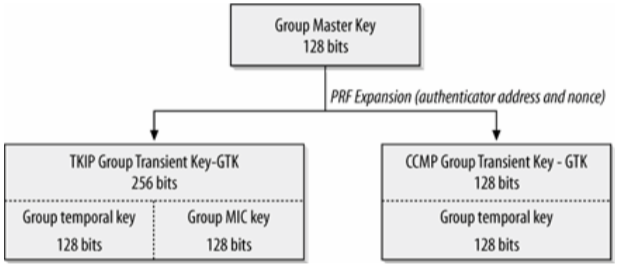 Group Master Key
128 bits
PRF Expansion (authenticator address and nonce)
TKIP Group Transient Key-GTK
256 bits
Group temporal key
128 bits
Group MIC key
128 bits
CCMP Group Transient Key - GTK
128 bits
Group temporal key
128 bits